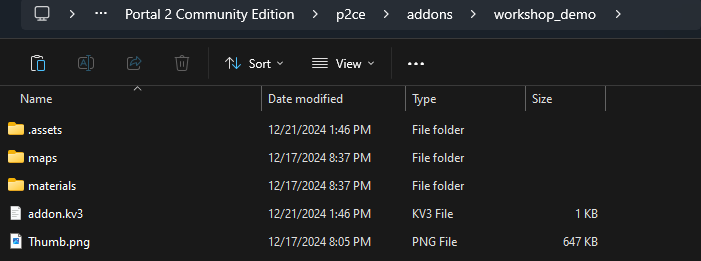 … Portal 2 Community Edition > p2ce > addons > workshop_demo >
Sort View …
Name Date modified Type Size
.assets 12/21/2024 1:46 PM File folder
maps 12/17/2024 8:37 PM File folder
materials 12/17/2024 8:37 PM File folder
addon.kv3 12/21/2024 1:46 PM KV3 File 1 KB
Thumb.png 12/17/2024 8:05 PM PNG File 647 KB